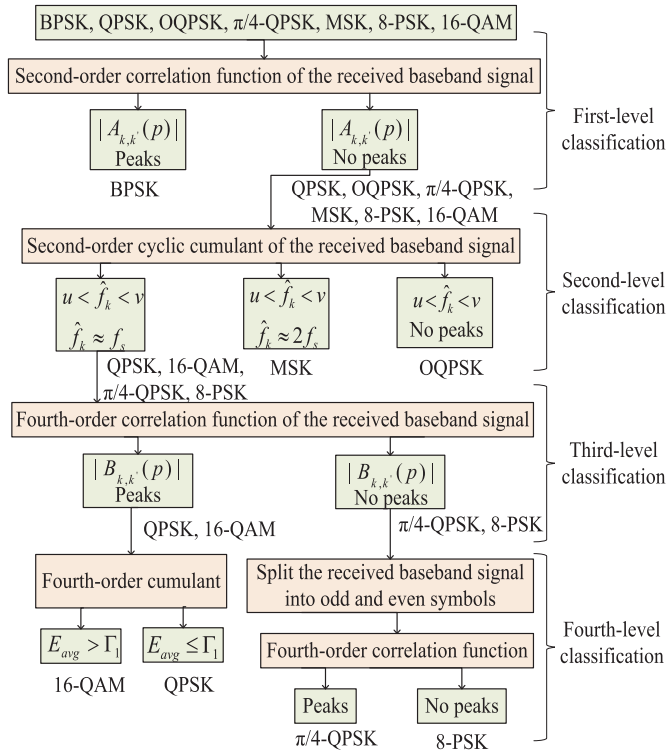 BPSK, QPSK, OQPSK, π/4-QPSK, MSK, 8-PSK, 16-QAM
Second-order correlation function of the received baseband signal
|A_{k,k'}(p)|
Peaks
BPSK
|A_{k,k'}(p)|
No peaks
QPSK, OQPSK, π/4-QPSK,
MSK, 8-PSK, 16-QAM
First-level
classification
Second-order cyclic cumulant of the received baseband signal
u < f̂_k < v
f̂_k ≈ f_s
QPSK, 16-QAM,
π/4-QPSK, 8-PSK
u < f̂_k < v
f̂_k ≈ 2f_s
MSK
u < f̂_k < v
No peaks
OQPSK
Second-level
classification
Fourth-order correlation function of the received baseband signal
|B_{k,k'}(p)|
Peaks
QPSK, 16-QAM
|B_{k,k'}(p)|
No peaks
π/4-QPSK, 8-PSK
Third-level
classification
Fourth-order cumulant
E_{avg} > Γ_1
16-QAM
E_{avg} ≤ Γ_1
QPSK
Split the received baseband signal
into odd and even symbols
Fourth-order correlation function
Peaks
π/4-QPSK
No peaks
8-PSK
Fourth-level
classification